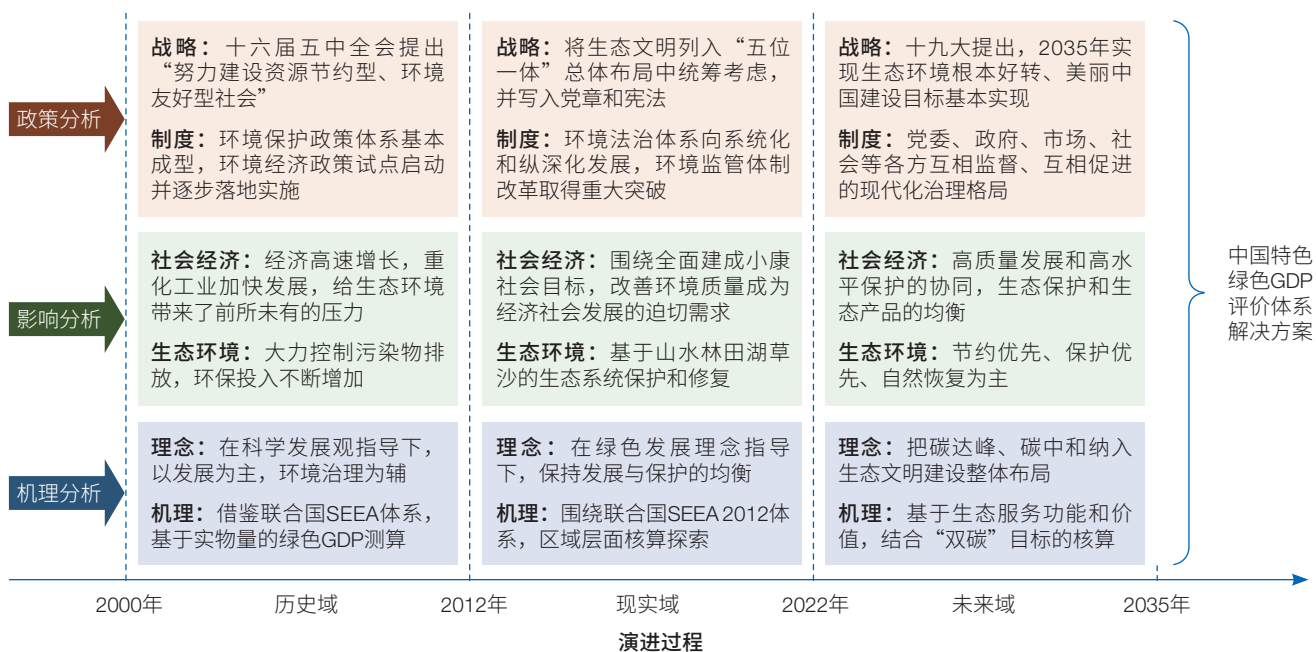 政策分析
战略：十六届五中全会提出
“努力建设资源节约型、环境
友好型社会”
制度：环境保护政策体系基本
成型，环境经济政策试点启动
并逐步落地实施
战略：将生态文明列入“五位
一体”总体布局中统筹考虑，
并写入党章和宪法
制度：环境法治体系向系统化
和纵深化发展，环境监管体制
改革取得重大突破
战略：十九大提出，2035年实
现生态环境根本好转、美丽中
国建设目标基本实现
制度：党委、政府、市场、社
会等各方互相监督、互相促进
的现代化治理格局
影响分析
社会经济：经济高速增长，重
化工业加快发展，给生态环境
带来了前所未有的压力
生态环境：大力控制污染物排
放，环保投入不断增加
社会经济：围绕全面建成小康
社会目标，改善环境质量成为
经济社会发展的迫切需求
生态环境：基于山水林田湖草
沙的生态系统保护和修复
社会经济：高质量发展和高水
平保护的协同，生态保护和生
态产品的均衡
生态环境：节约优先、保护优
先、自然恢复为主
机理分析
理念：在科学发展观指导下，
以发展为主，环境治理为辅
机理：借鉴联合国SEEA体系，
基于实物量的绿色GDP测算
理念：在绿色发展理念指导
下，保持发展与保护的均衡
机理：围绕联合国SEEA 2012体
系，区域层面核算探索
理念：把碳达峰、碳中和纳入
生态文明建设整体布局
机理：基于生态服务功能和价
值，结合“双碳”目标的核算
中国特色
绿色GDP
评价体系
解决方案
2000年 历史域 2012年 现实域 2022年 未来域 2035年
演进过程